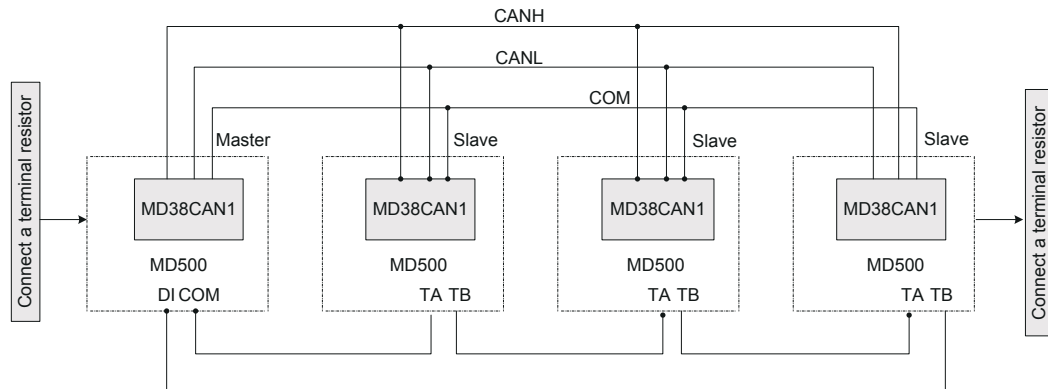 CANH
CANL
COM
Connect a terminal resistor
Master
Slave
Slave
Slave
MD38CAN1
MD38CAN1
MD38CAN1
MD38CAN1
MD500
MD500
MD500
MD500
DI COM
TA TB
TA TB
TA TB
Connect a terminal resistor